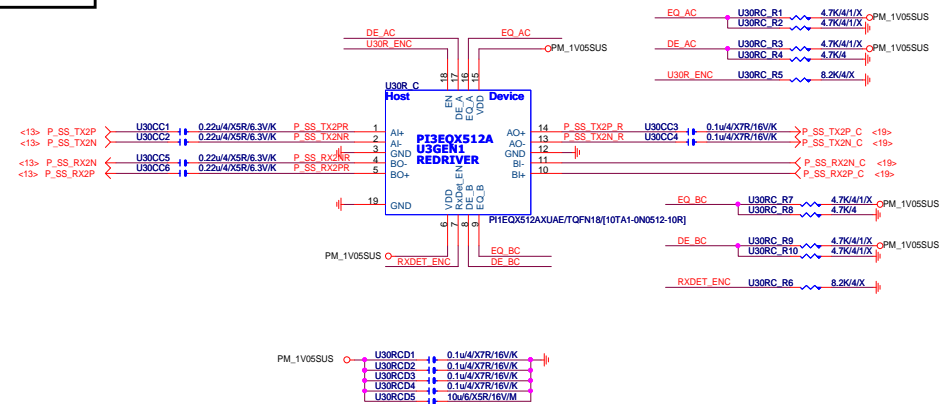 EQ_AC U30RC_R1 4.7K/4/1/X PM_1V05SUS
U30RC_R2 4.7K/4/1/X
DE_AC EQ_AC
U30R_ENC PM_1V05SUS
DE_AC U30RC_R3 4.7K/4/1/X PM_1V05SUS
U30RC_R4 4.7K/4
U30R_ENC U30RC_R5 8.2K/4/X
18 17 16 15
U30R_C
Host Device
EN DE_A EQ_A VDD
<13> P_SS_TX2P U30CC1 0.22u/4/X5R/6.3V/K P_SS_TX2PR 1 AI+ AO+ 14 P_SS_TX2P_R U30CC3 0.1u/4/X7R/16V/K P_SS_TX2P_C <19>
<13> P_SS_TX2N U30CC2 0.22u/4/X5R/6.3V/K P_SS_TX2NR 2 AI- AO- 13 P_SS_TX2N_R U30CC4 0.1u/4/X7R/16V/K P_SS_TX2N_C <19>
3 GND GND 12
<13> P_SS_RX2N U30CC5 0.22u/4/X5R/6.3V/K P_SS_RX2NR 4 BO- BI- 11 P_SS_RX2N_C <19>
<13> P_SS_RX2P U30CC6 0.22u/4/X5R/6.3V/K P_SS_RX2PR 5 BO+ BI+ 10 P_SS_RX2P_C <19>
PI3EQX512A
U3GEN1
REDRIVER
19 GND
VDD RxDet_EN DE_B EQ_B
PI1EQX512AXUAE/TQFN18/[10TA1-0N0512-10R]
6 7 8 9
EQ_BC U30RC_R7 4.7K/4/1/X PM_1V05SUS
U30RC_R8 4.7K/4
PM_1V05SUS EQ_BC
RXDET_ENC DE_BC
DE_BC U30RC_R9 4.7K/4/1/X PM_1V05SUS
U30RC_R10 4.7K/4/1/X
RXDET_ENC U30RC_R6 8.2K/4/X
PM_1V05SUS U30RCD1 0.1u/4/X7R/16V/K
U30RCD2 0.1u/4/X7R/16V/K
U30RCD3 0.1u/4/X7R/16V/K
U30RCD4 0.1u/4/X7R/16V/K
U30RCD5 10u/6/X5R/16V/M